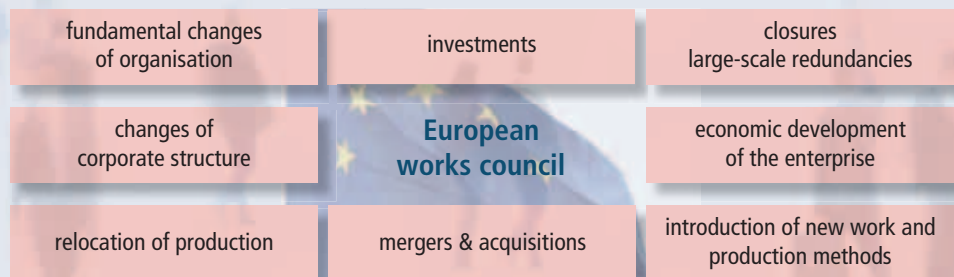 fundamental changes
of organisation
investments
closures
large-scale redundancies
changes of
corporate structure
European
works council
economic development
of the enterprise
relocation of production
mergers & acquisitions
introduction of new work and
production methods